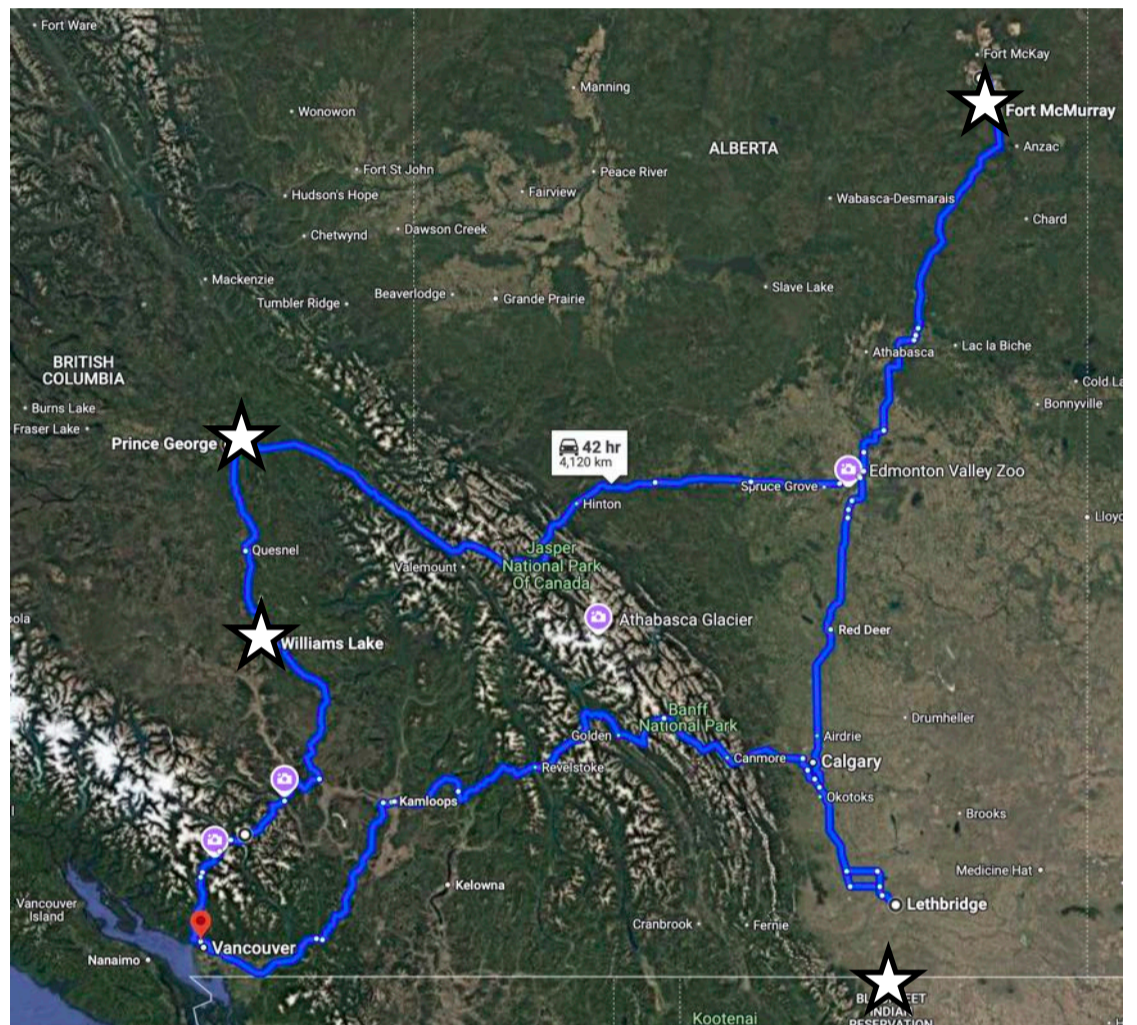 Fort Ware
Fort McKay
Manning
Fort McMurray
Wonowon
ALBERTA
Anzac
Fort St John
Peace River
Hudson's Hope
Fairview
Wabasca-Desmarais
Chard
Chetwynd
Dawson Creek
Mackenzie
Slave Lake
Tumbler Ridge
Beaverlodge
Grande Prairie
Athabasca
Lac la Biche
BRITISH
COLUMBIA
Cold La
Burns Lake
Bonnyville
Fraser Lake
Prince George
42 hr
4,120 km
Edmonton Valley Zoo
Spruce Grove
Hinton
Lloyd
Quesnel
Jasper
National Park
Of Canada
Valemount
Athabasca Glacier
oola
Red Deer
Williams Lake
Banff
National Park
Drumheller
Golden
Airdrie
Canmore
Calgary
Revelstoke
Okotoks
Kamloops
Brooks
Medicine Hat
Kelowna
Vancouver
Island
Lethbridge
Cranbrook
Fernie
Vancouver
Nanaimo
INDIAN
RESERVATION
Kootenai